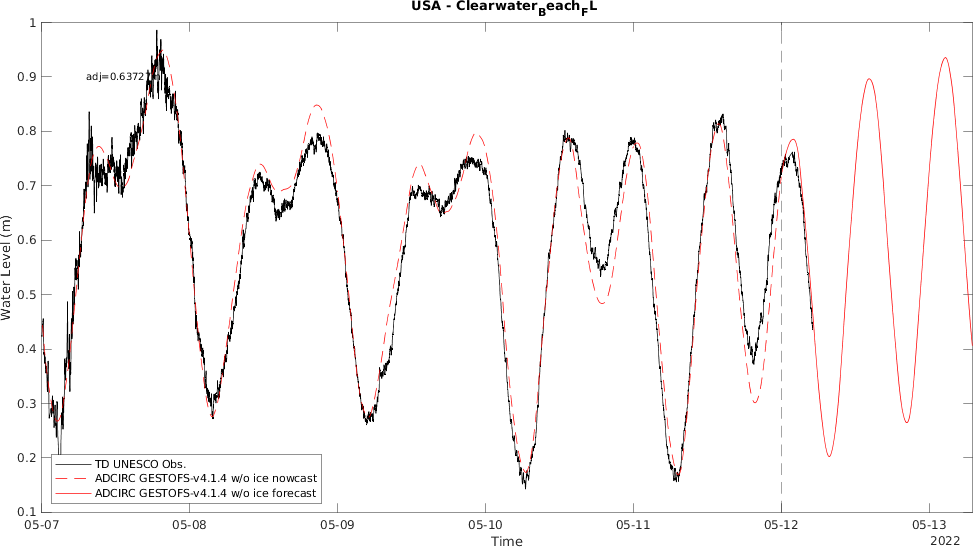 USA - Clearwater_Beach_FL
1
0.9
0.8
0.7
0.6
0.5
0.4
0.3
0.2
0.1
Water Level (m)
adj=0.63727
TD UNESCO Obs.
ADCIRC GESTOFS-v4.1.4 w/o ice nowcast
ADCIRC GESTOFS-v4.1.4 w/o ice forecast
05-07 05-08 05-09 05-10 05-11 05-12 05-13
Time
2022